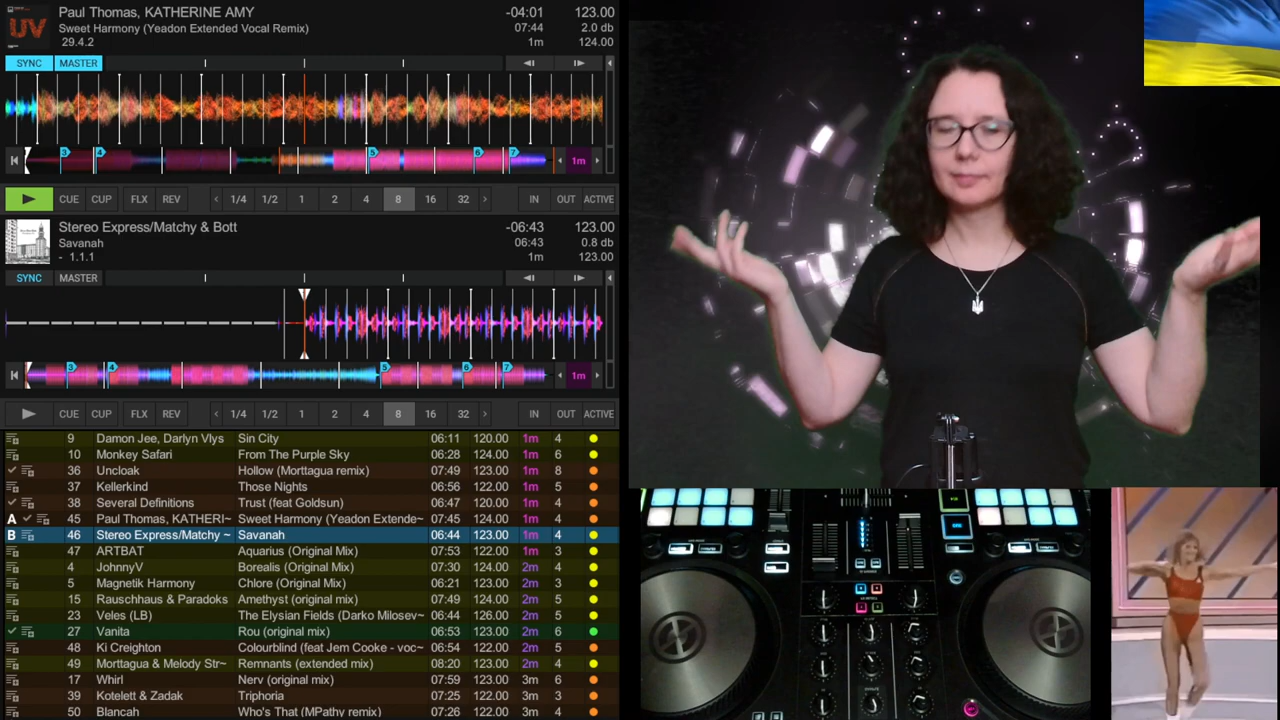 UV
Paul Thomas, KATHERINE AMY -04:01 123.00
Sweet Harmony (Yeadon Extended Vocal Remix) 07:44 2.0 db
29.4.2 1m 124.00
SYNC MASTER
3 4 5 6 7 1m
CUE CUP FLX REV < 1/4 1/2 1 2 4 8 16 32 > IN OUT ACTIVE
Stereo Express/Matchy & Bott -06:43 123.00
Savanah 06:43 0.8 db
- 1.1.1 1m 123.00
SYNC MASTER
3 4 5 6 7 1m
CUE CUP FLX REV < 1/4 1/2 1 2 4 8 16 32 > IN OUT ACTIVE
9 Damon Jee, Darlyn Vlys Sin City 06:11 120.00 1m 4
10 Monkey Safari From The Purple Sky 06:28 124.00 1m 6
36 Uncloak Hollow (Morttagua remix) 07:49 123.00 1m 8
37 Kellerkind Those Nights 06:56 122.00 1m 5
38 Several Definitions Trust (feat Goldsun) 06:47 120.00 1m 4
A 45 Paul Thomas, KATHERI~ Sweet Harmony (Yeadon Extende~ 07:45 124.00 1m 4
B 46 Stereo Express/Matchy ~ Savanah 06:44 123.00 1m 4
47 ARTBAT Aquarius (Original Mix) 07:53 122.00 1m 3
4 JohnnyV Borealis (Original Mix) 07:30 124.00 2m 4
5 Magnetik Harmony Chlore (Original Mix) 06:21 123.00 2m 3
15 Rauschhaus & Paradoks Amethyst (original mix) 07:49 124.00 2m 5
23 Veles (LB) The Elysian Fields (Darko Milosev~ 06:44 126.00 2m 5
27 Vanita Rou (original mix) 06:53 123.00 2m 6
48 Ki Creighton Colourblind (feat Jem Cooke - voc~ 06:54 122.00 2m 5
49 Morttagua & Melody Str~ Remnants (extended mix) 08:20 123.00 2m 4
17 Whirl Nerv (original mix) 07:59 123.00 3m 6
39 Kotelett & Zadak Triphoria 07:25 122.00 3m 3
50 Blancah Who's That (MPathy remix) 07:26 122.00 3m 4